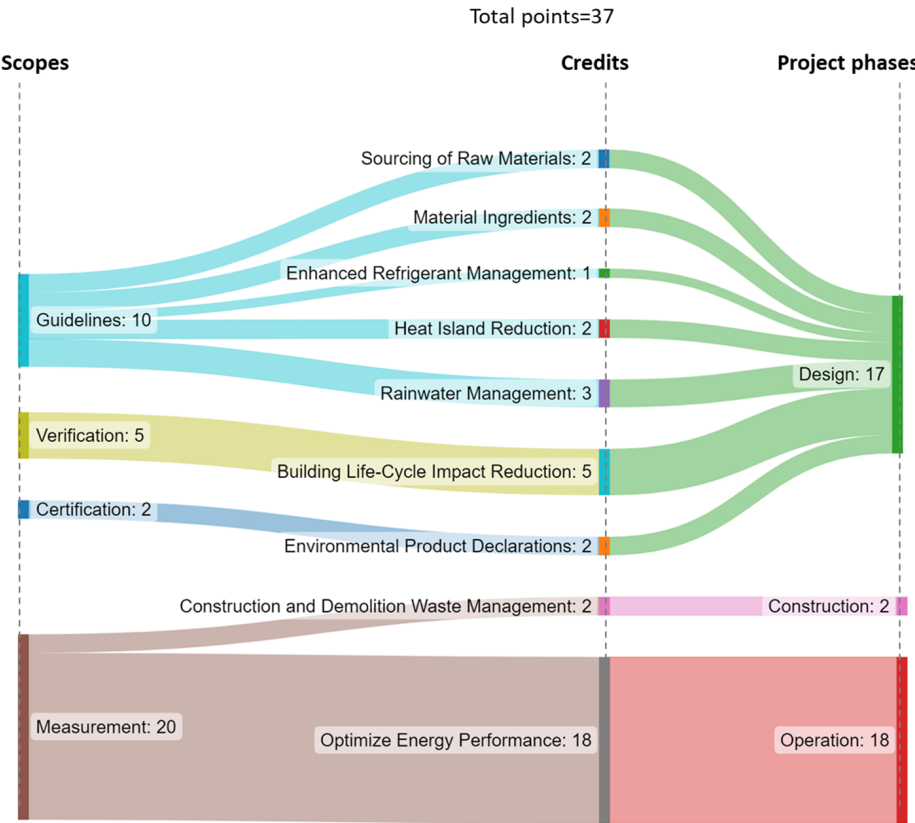 Total points=37
Scopes
Credits
Project phases
Sourcing of Raw Materials: 2
Material Ingredients: 2
Enhanced Refrigerant Management: 1
Guidelines: 10
Heat Island Reduction: 2
Design: 17
Rainwater Management: 3
Verification: 5
Building Life-Cycle Impact Reduction: 5
Certification: 2
Environmental Product Declarations: 2
Construction and Demolition Waste Management: 2
Construction: 2
Measurement: 20
Optimize Energy Performance: 18
Operation: 18